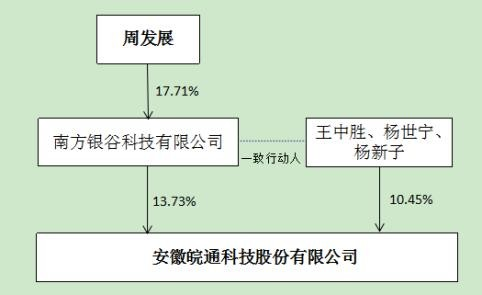 周发展
17.71%
南方银谷科技有限公司
一致行动人
王中胜、杨世宁、
杨新子
13.73%
10.45%
安徽皖通科技股份有限公司